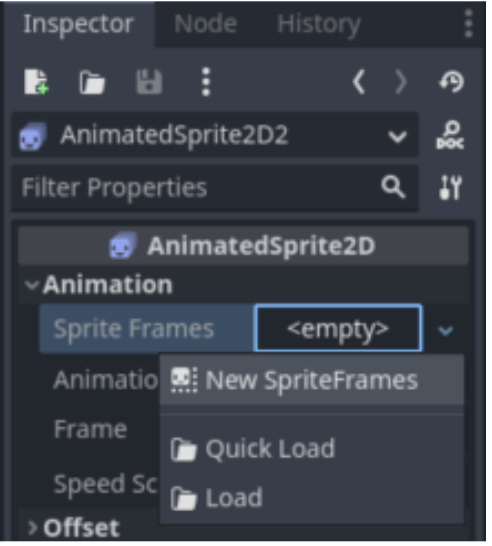 Inspector Node History
AnimatedSprite2D2
DOC
Filter Properties
AnimatedSprite2D
Animation
Sprite Frames <empty>
Animatio New SpriteFrames
Frame
Quick Load
Speed Sc
Load
Offset